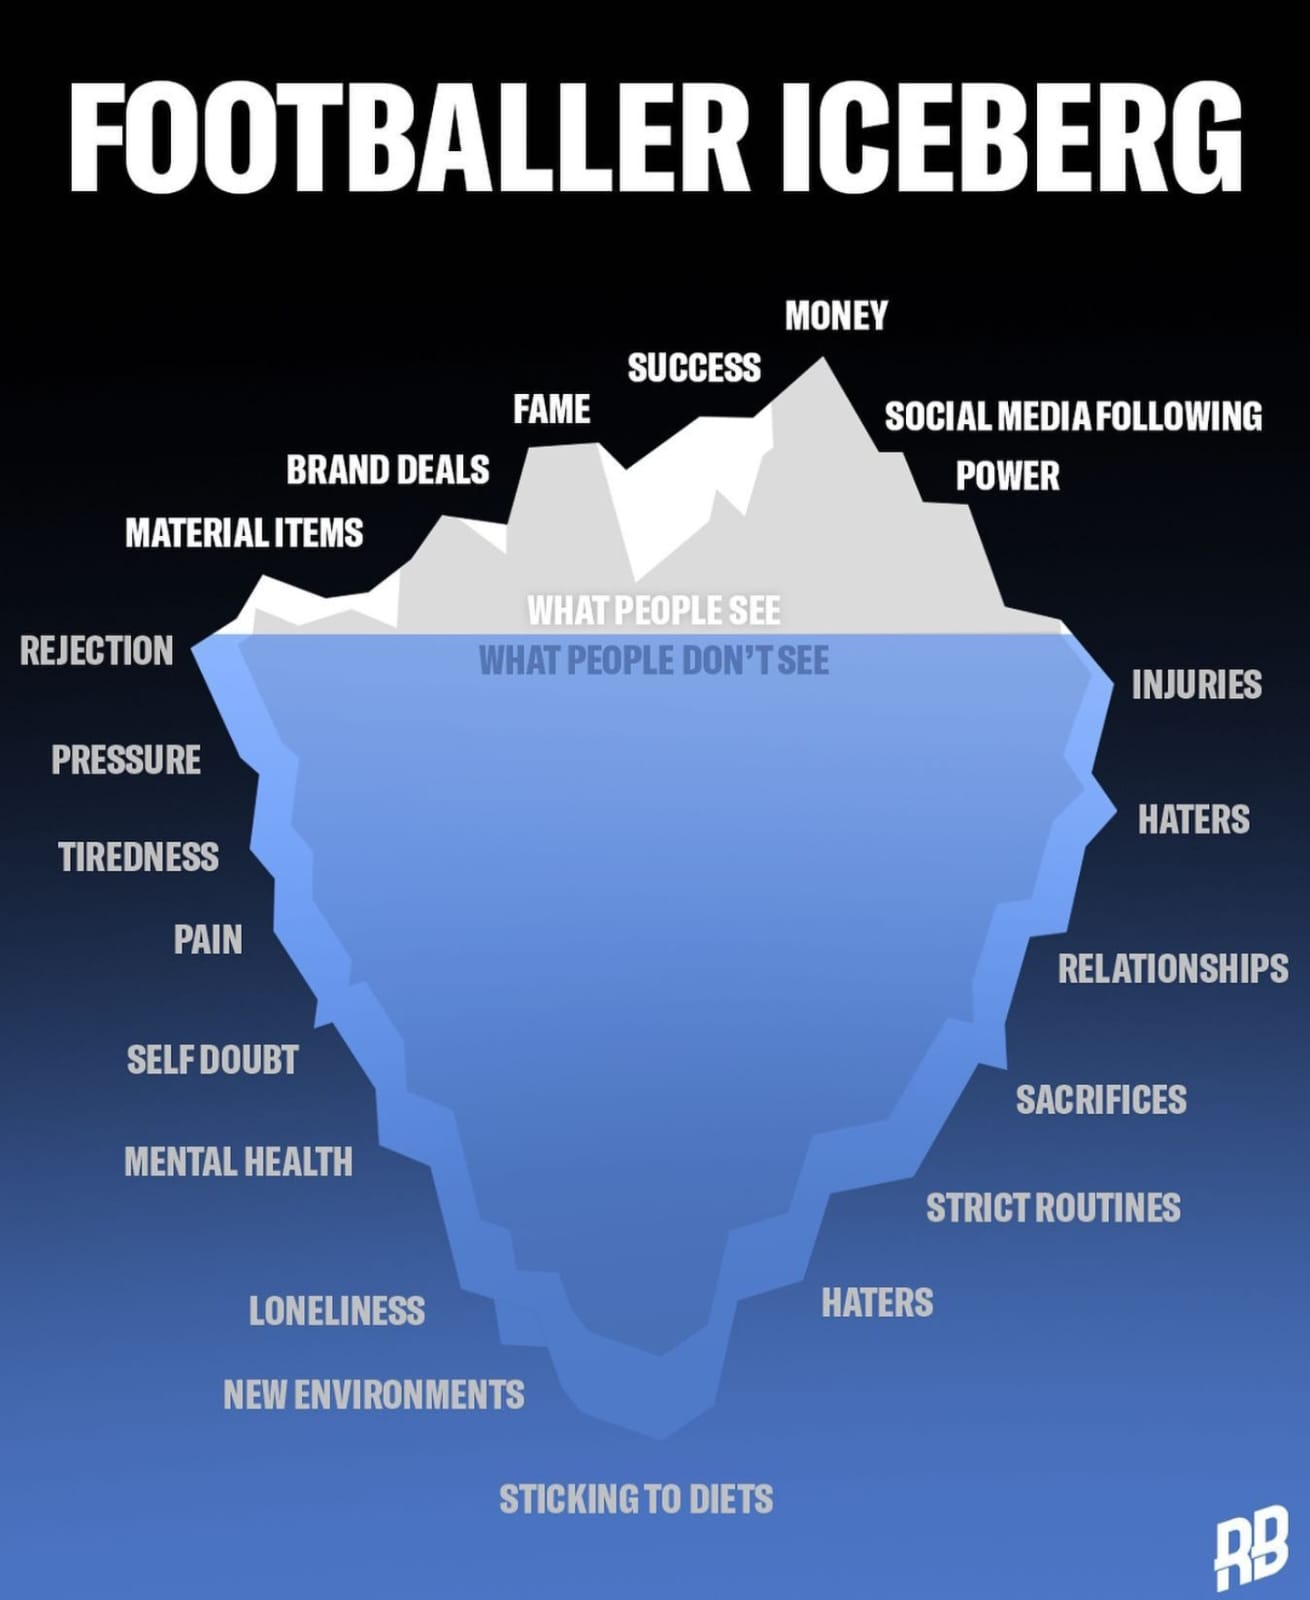 FOOTBALLER ICEBERG
MONEY
SUCCESS
FAME
SOCIAL MEDIA FOLLOWING
BRAND DEALS
POWER
MATERIAL ITEMS
WHAT PEOPLE SEE
WHAT PEOPLE DON'T SEE
REJECTION
INJURIES
PRESSURE
HATERS
TIREDNESS
PAIN
RELATIONSHIPS
SELF DOUBT
SACRIFICES
MENTAL HEALTH
STRICT ROUTINES
LONELINESS
HATERS
NEW ENVIRONMENTS
STICKING TO DIETS
RB